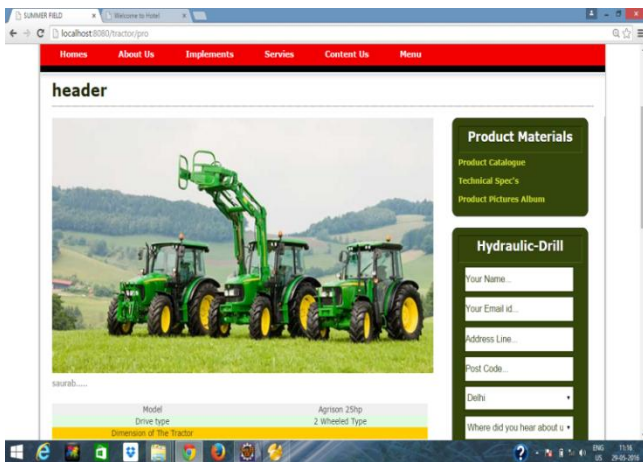 SUMMER FIELD
Welcome to Hotel
localhost:8080/tractor/pro
Homes About Us Implements Servies Content Us Menu
header
Product Materials
Product Catalogue
Technical Spec's
Product Pictures Album
Hydraulic-Drill
Your Name...
Your Email id...
Address Line...
Post Code...
Delhi
Where did you hear about u
saurab.....
Model Agrison 25hp
Drive type 2 Wheeled Type
Dimension of The Tractor
ENG 11:16
US 29-05-2016